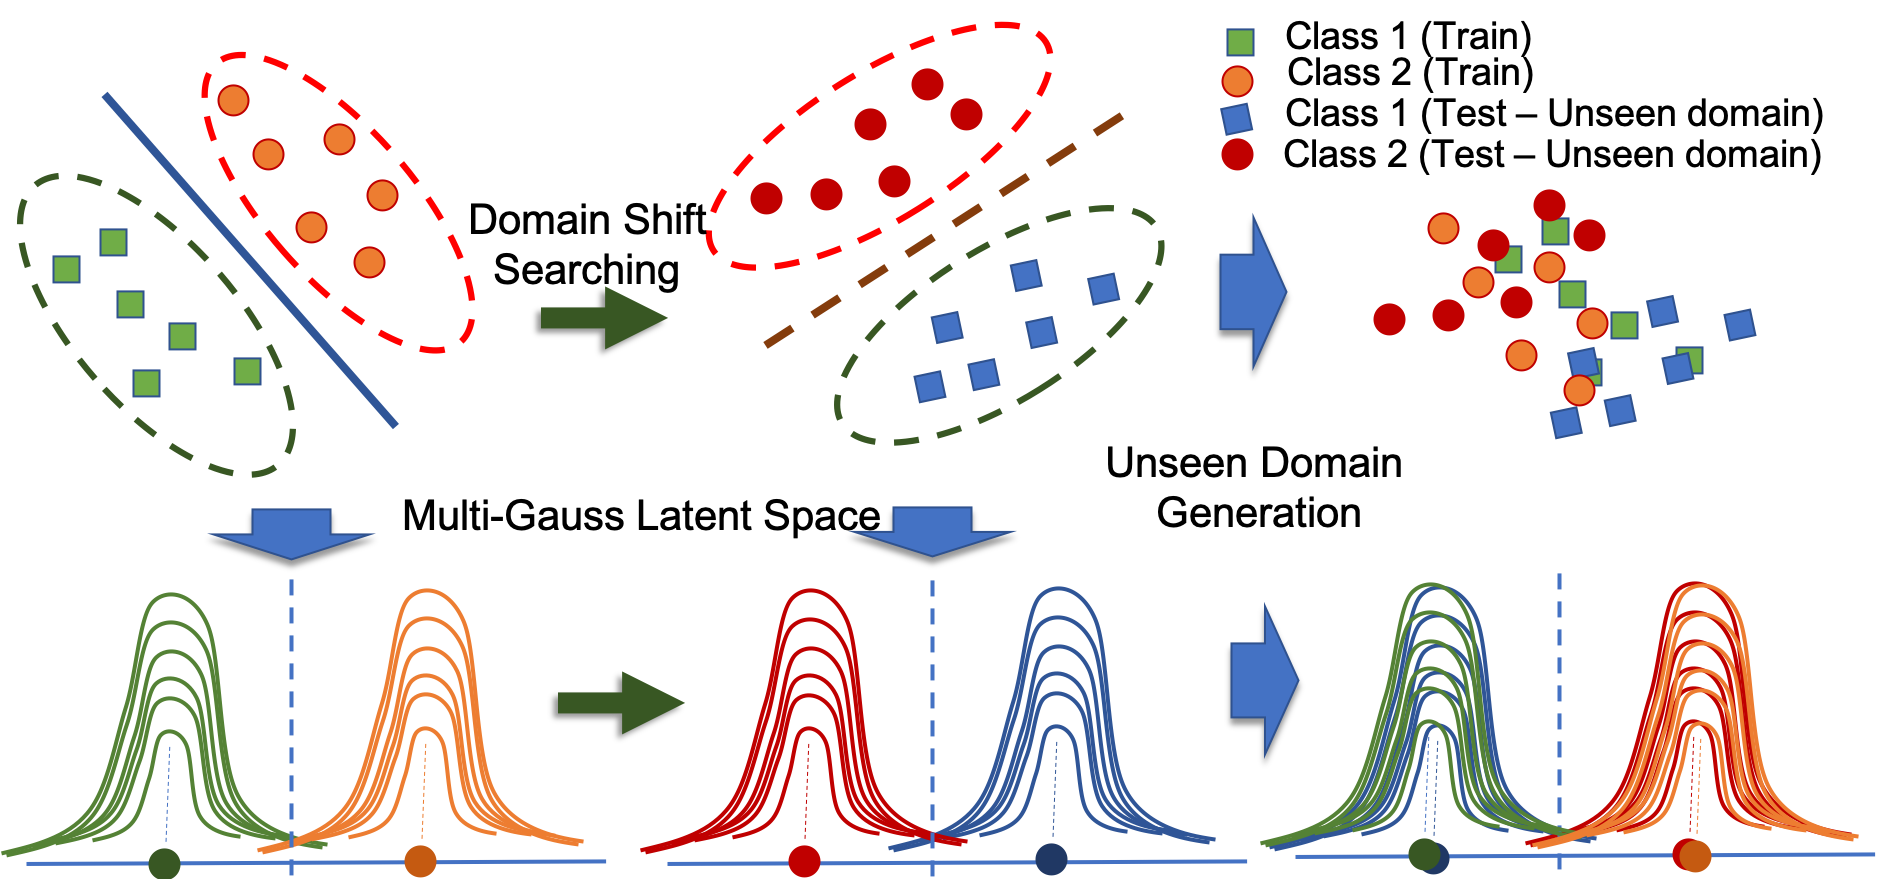 Class 1 (Train)
Class 2 (Train)
Class 1 (Test – Unseen domain)
Class 2 (Test – Unseen domain)
Domain Shift
Searching
Unseen Domain
Generation
Multi-Gauss Latent Space